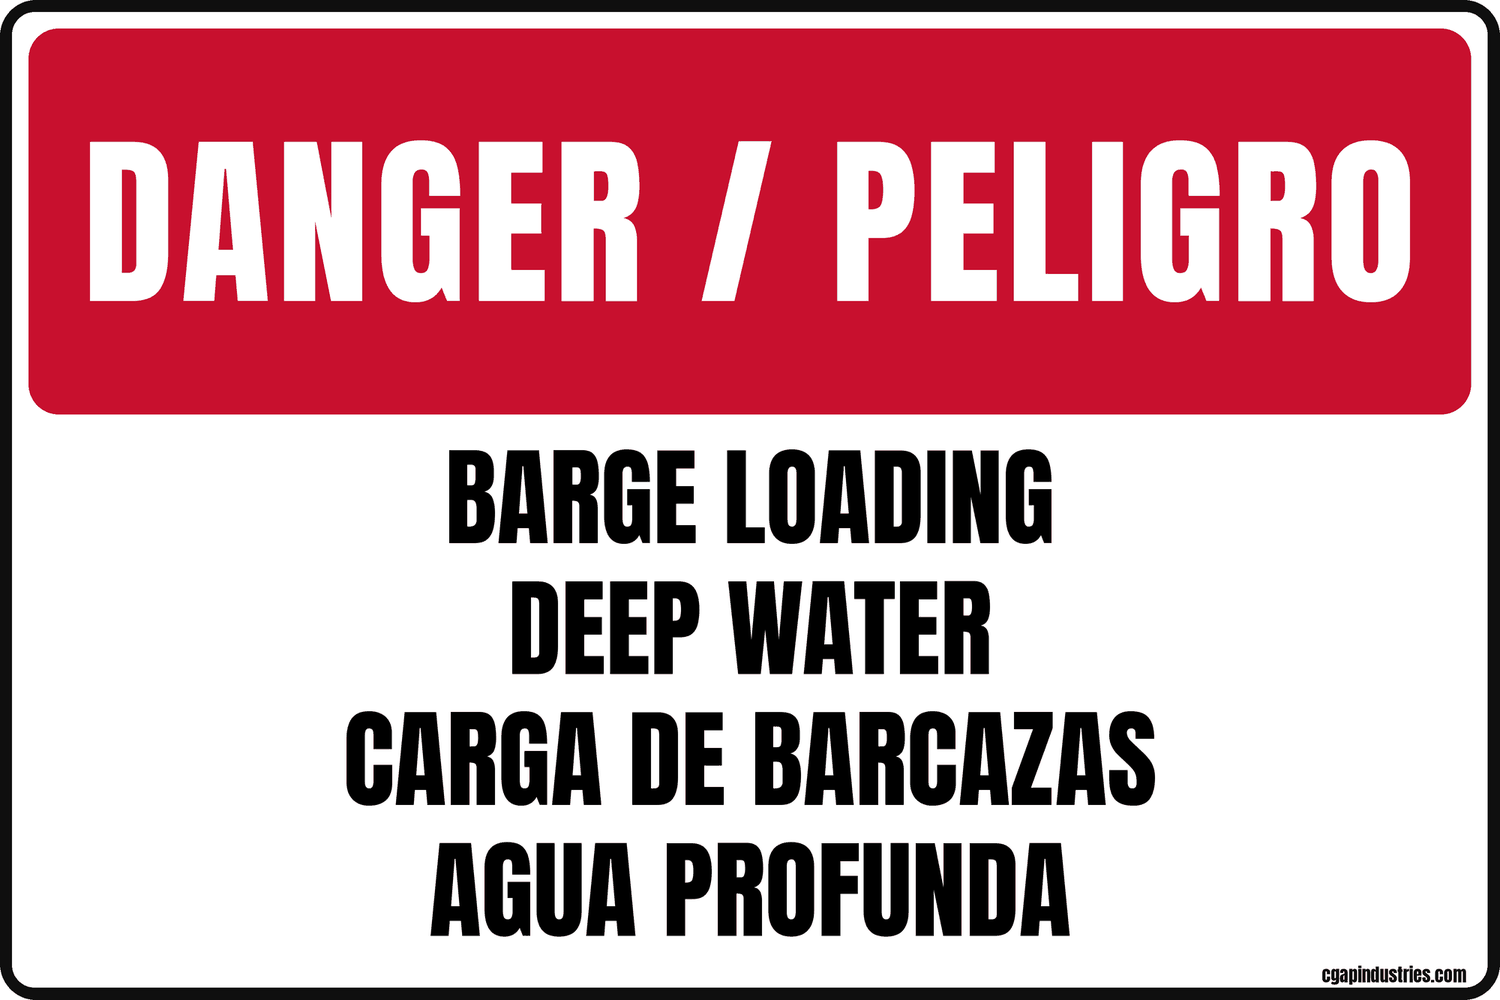 DANGER / PELIGRO
BARGE LOADING
DEEP WATER
CARGA DE BARCAZAS
AGUA PROFUNDA
cgapindustries.com